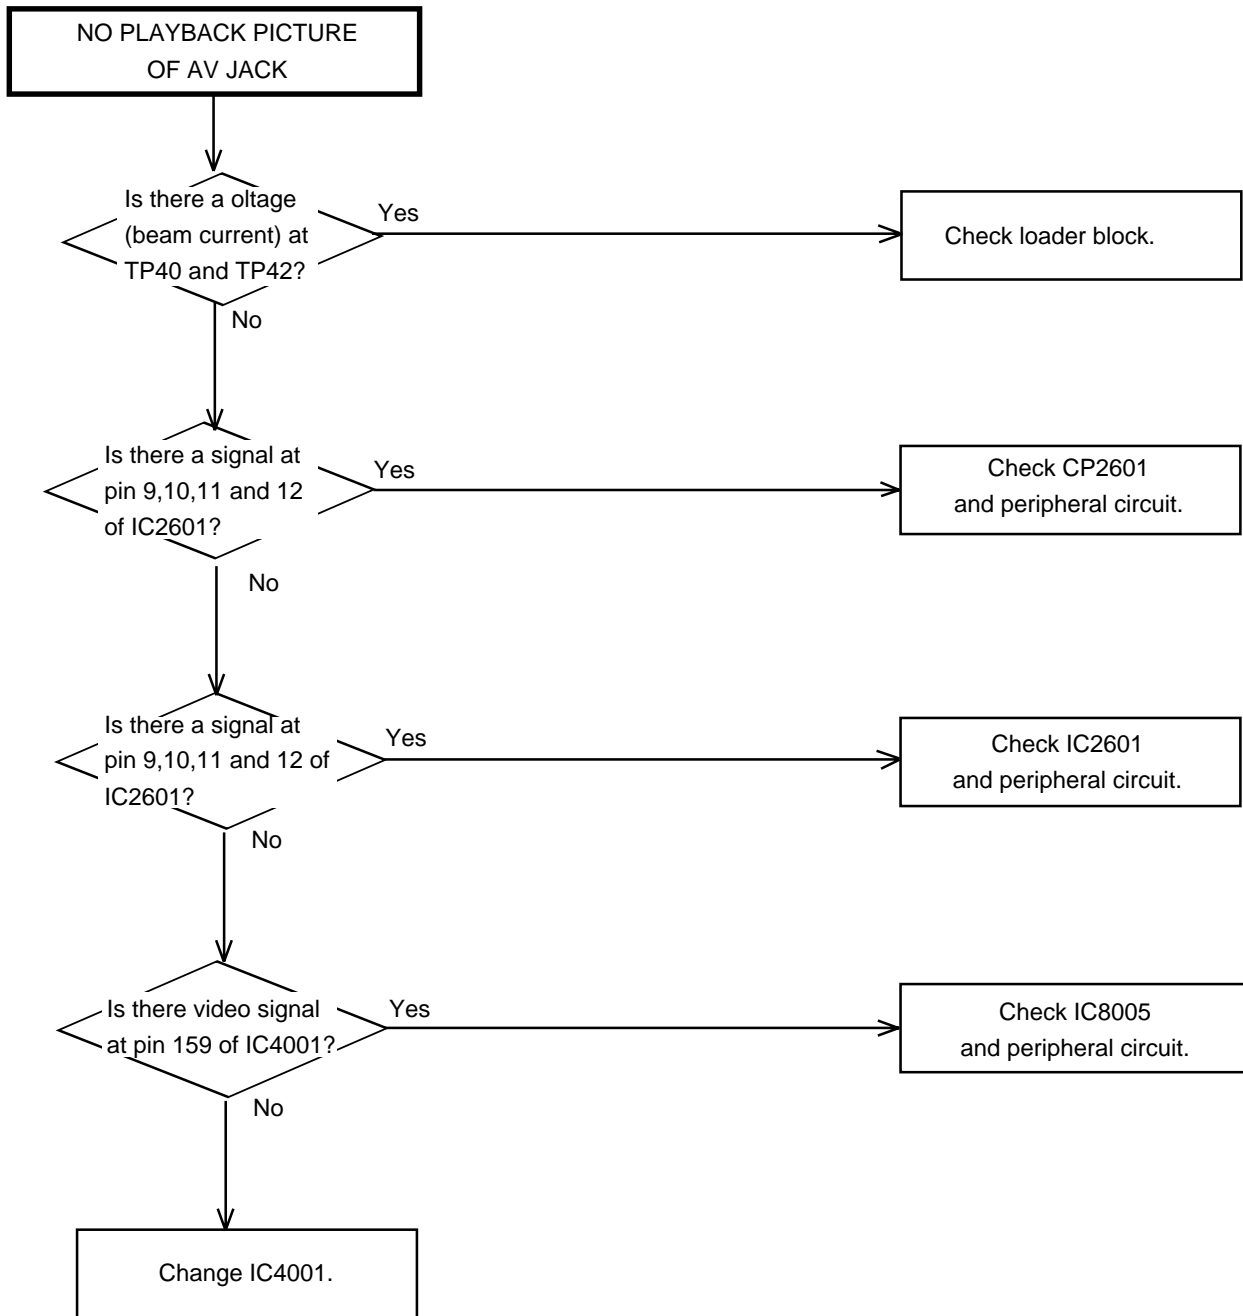 NO PLAYBACK PICTURE
OF AV JACK
Is there a oltage
(beam current) at
TP40 and TP42?
Yes
Check loader block.
No
Is there a signal at
pin 9,10,11 and 12
of IC2601?
Yes
Check CP2601
and peripheral circuit.
No
Is there a signal at
pin 9,10,11 and 12 of
IC2601?
Yes
Check IC2601
and peripheral circuit.
No
Is there video signal
at pin 159 of IC4001?
Yes
Check IC8005
and peripheral circuit.
No
Change IC4001.